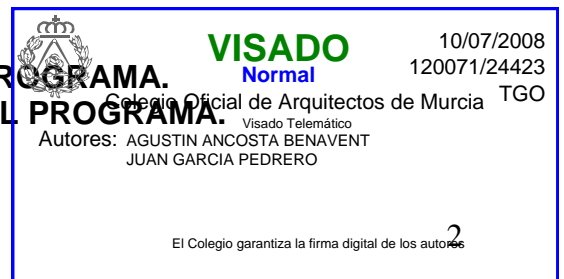 VISADO
10/07/2008
Normal
120071/24423
PROGRAMA.
Colegio Oficial de Arquitectos de Murcia
TGO
L PROGRAMA.
Visado Telemático
Autores: AGUSTIN ANCOSTA BENAVENT
JUAN GARCIA PEDRERO
El Colegio garantiza la firma digital de los autores
2